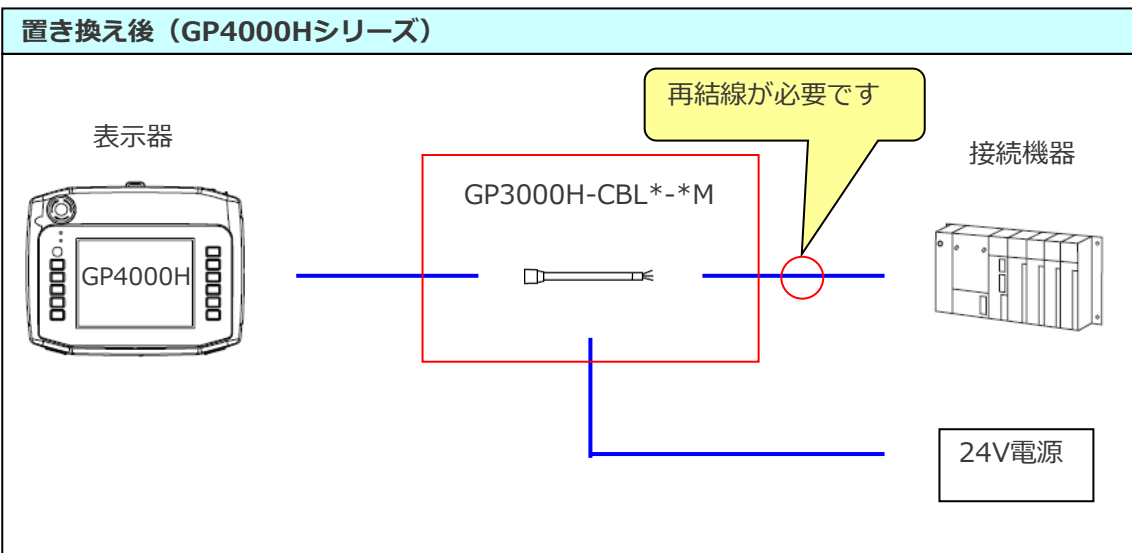 置き換え後（GP4000Hシリーズ）
再結線が必要です
表示器
接続機器
GP3000H-CBL*-*M
GP4000H
24V電源